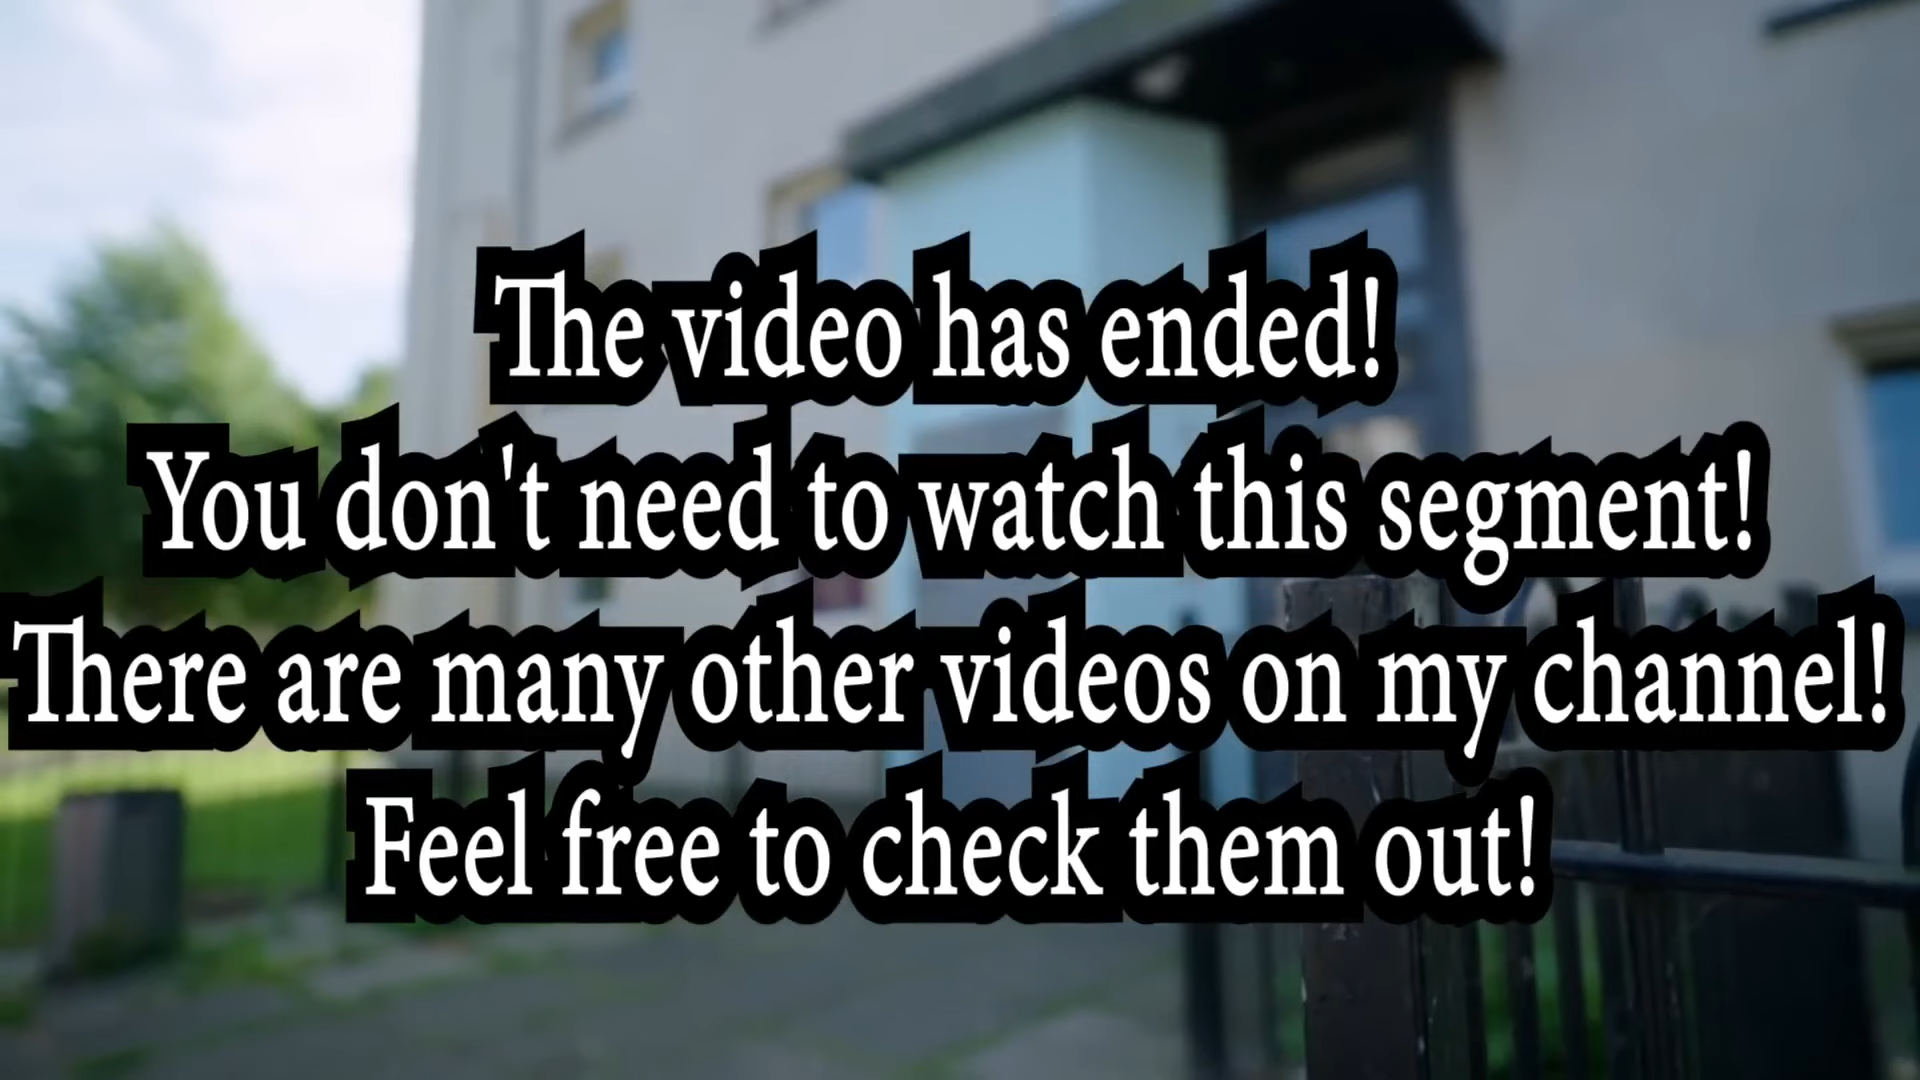 The video has ended!
You don't need to watch this segment!
There are many other videos on my channel!
Feel free to check them out!